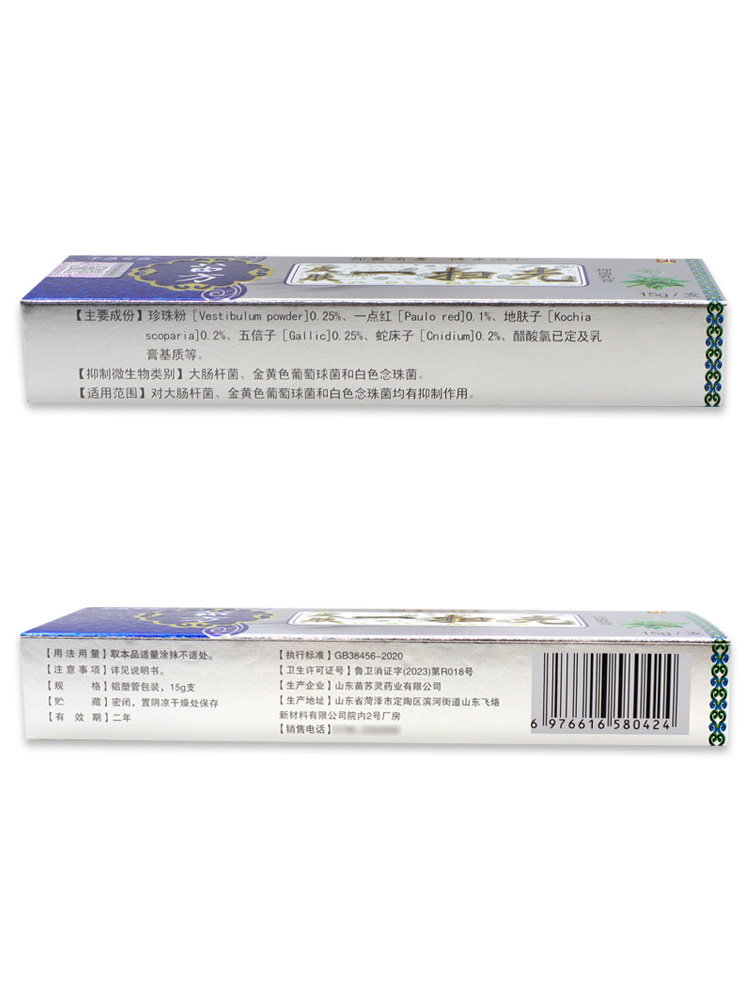 一扫光
15g / 支
【主要成份】珍珠粉［Vestibulum powder]0.25%、一点红［Paulo red]0.1%、地肤子［Kochia
scoparia]0.2%、五倍子［Gallic]0.25%、蛇床子［Cnidium]0.2%、醋酸氯已定及乳
膏基质等。
【抑制微生物类别】大肠杆菌、金黄色葡萄球菌和白色念珠菌。
【适用范围】对大肠杆菌、金黄色葡萄球菌和白色念珠菌均有抑制作用。
一扫光
15g / 支
【用法用量】取本品适量涂抹不适处。
【注意事项】详见说明书。
【规　　格】铝塑管包装，15g支
【贮　　藏】密闭，置阴凉干燥处保存
【有 效 期】二年
【执行标准】GB38456-2020
【卫生许可证号】鲁卫消证字(2023)第R018号
【生产企业】山东苗苏灵药业有限公司
【生产地址】山东省菏泽市定陶区滨河街道山东飞烙
新材料有限公司院内2号厂房
【销售电话】
6 976616 580424